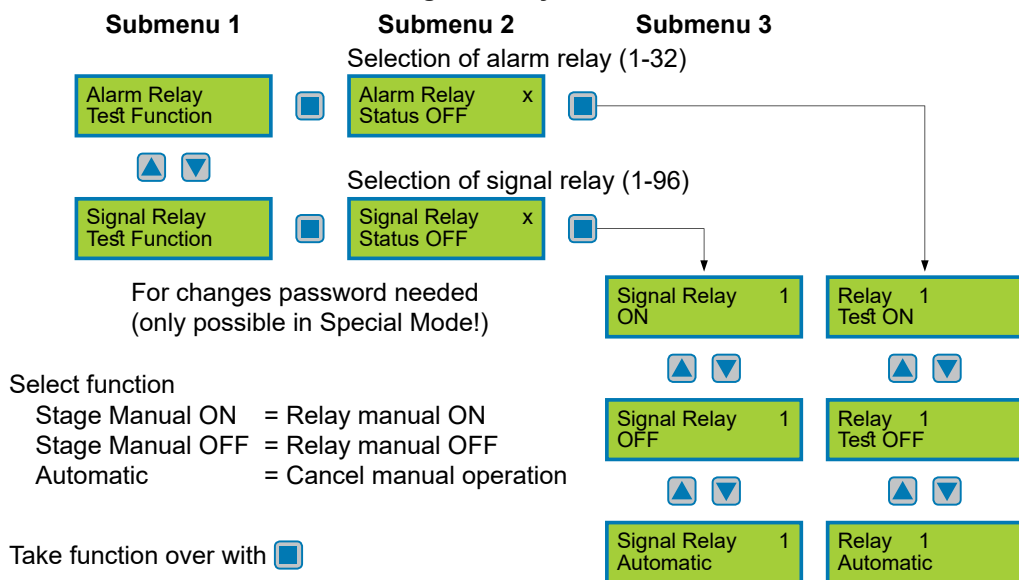 Submenu 1
Submenu 2
Submenu 3
Selection of alarm relay (1-32)
Alarm Relay
Test Function
Alarm Relay x
Status OFF
Selection of signal relay (1-96)
Signal Relay
Test Function
Signal Relay x
Status OFF
For changes password needed
(only possible in Special Mode!)
Signal Relay 1
ON
Relay 1
Test ON
Select function
Stage Manual ON = Relay manual ON
Stage Manual OFF = Relay manual OFF
Automatic = Cancel manual operation
Signal Relay 1
OFF
Relay 1
Test OFF
Take function over with
Signal Relay 1
Automatic
Relay 1
Automatic